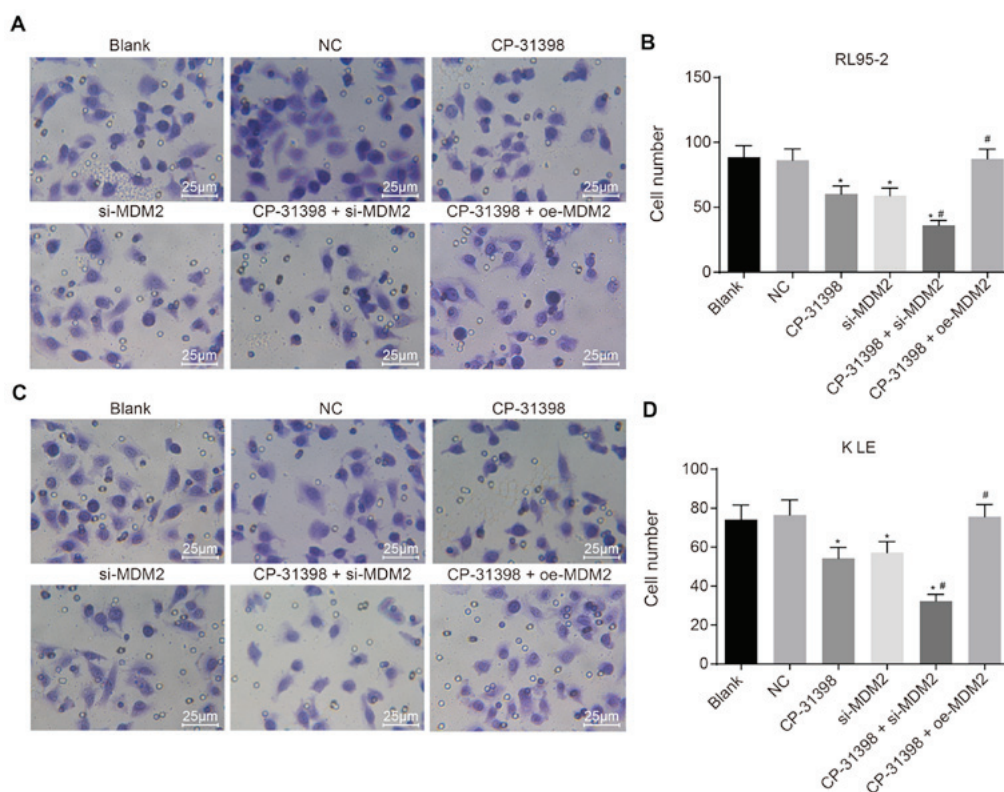 A
Blank
NC
CP-31398
25µm
25µm
25µm
si-MDM2
CP-31398 + si-MDM2
CP-31398 + oe-MDM2
25µm
25µm
25µm
B
RL95-2
Cell number
150
100
50
0
*
*
* #
#
Blank
NC
CP-31398
si-MDM2
CP-31398 + si-MDM2
CP-31398 + oe-MDM2
C
Blank
NC
CP-31398
25µm
25µm
25µm
si-MDM2
CP-31398 + si-MDM2
CP-31398 + oe-MDM2
25µm
25µm
25µm
D
K LE
Cell number
100
80
60
40
20
0
*
*
* #
#
Blank
NC
CP-31398
si-MDM2
CP-31398 + si-MDM2
CP-31398 + oe-MDM2